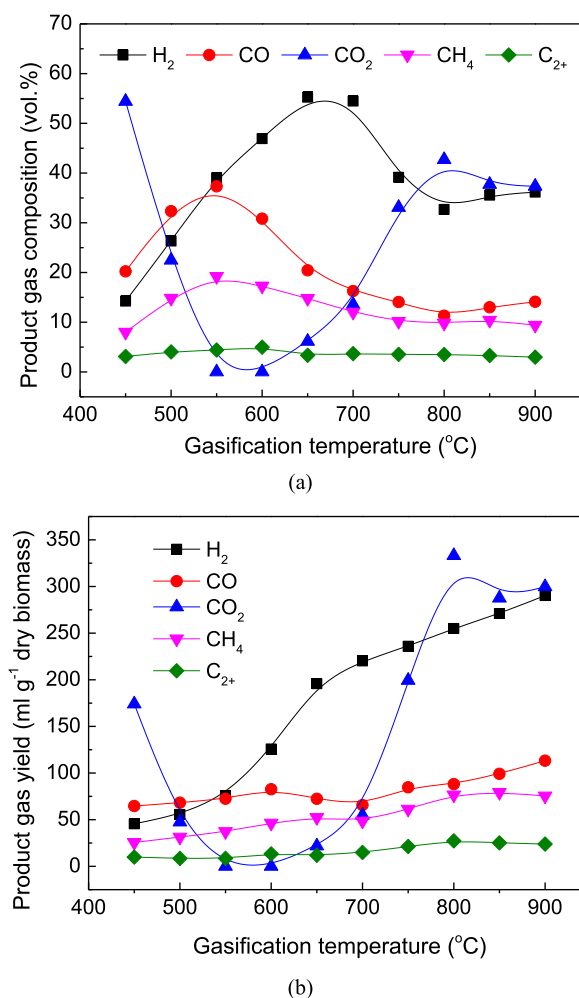 70
60
50
40
30
20
10
0
H2 CO CO2 CH4 C2+
Product gas composition (vol.%)
400 500 600 700 800 900
Gasification temperature (oC)
(a)
350
300
250
200
150
100
50
0
H2
CO
CO2
CH4
C2+
Product gas yield (ml g-1 dry biomass)
400 500 600 700 800 900
Gasification temperature (oC)
(b)